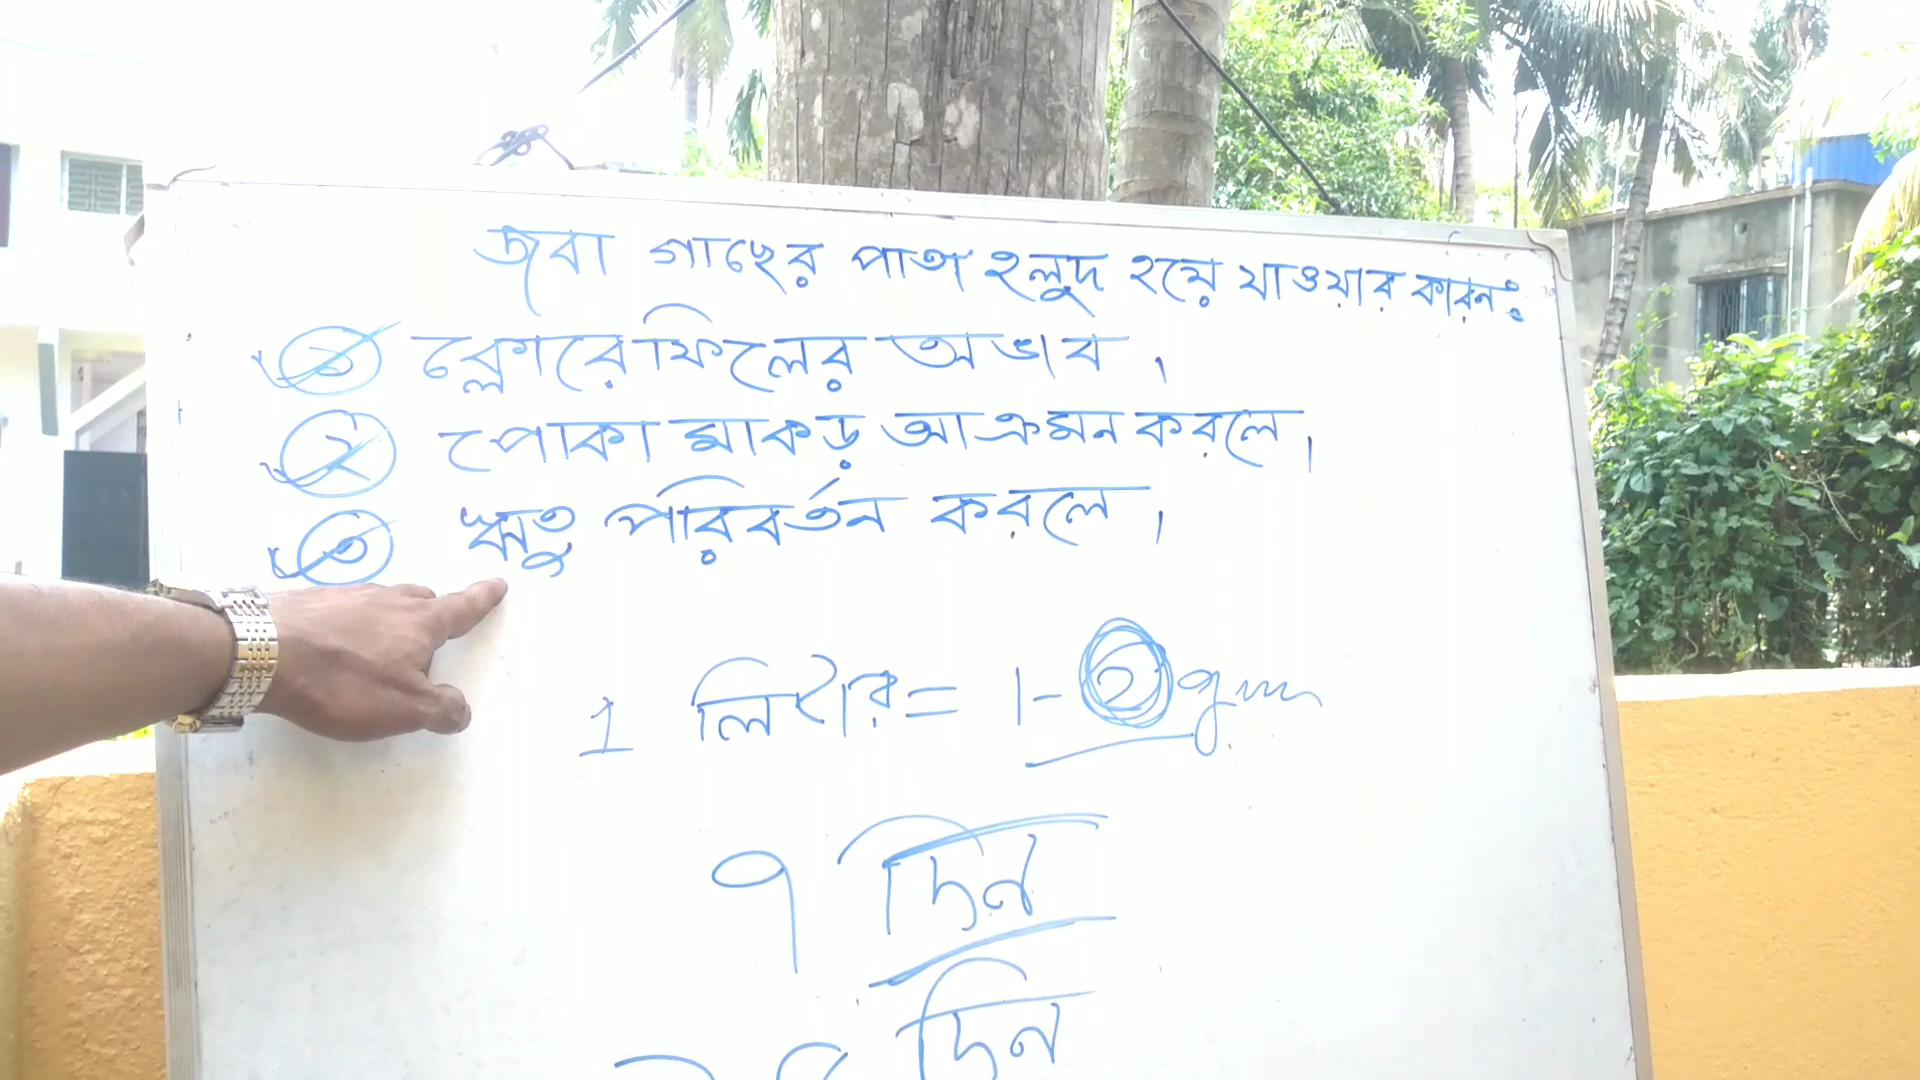 জবা গাছের পাতা হলুদ হয়ে যাওয়ার কারন:
১ ক্লোরোফিলের অভাব।
২ পোকা মাকড় আক্রমন করলে।
৩ ঋতু পরিবর্তন করলে।
1 লিটার = 1-2 gm
৭ দিন
দিন